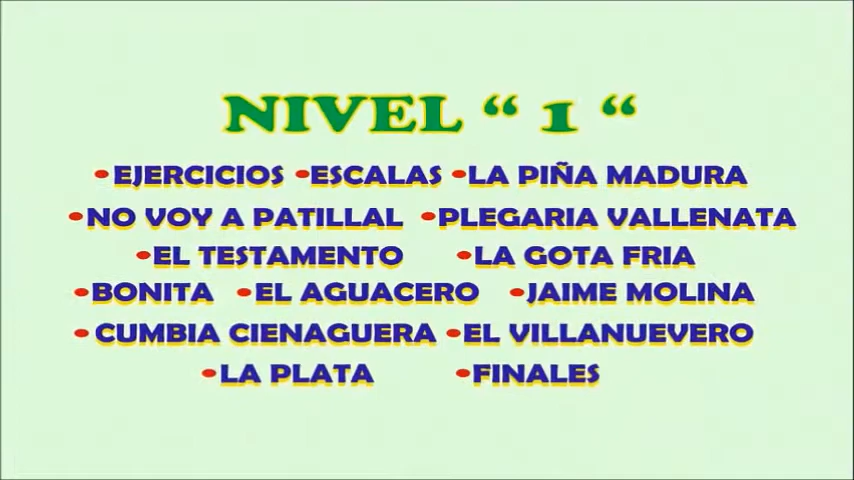 NIVEL “ 1 “
•EJERCICIOS •ESCALAS •LA PIÑA MADURA
•NO VOY A PATILLAL •PLEGARIA VALLENATA
•EL TESTAMENTO •LA GOTA FRIA
•BONITA •EL AGUACERO •JAIME MOLINA
•CUMBIA CIENAGUERA •EL VILLANUEVERO
•LA PLATA •FINALES